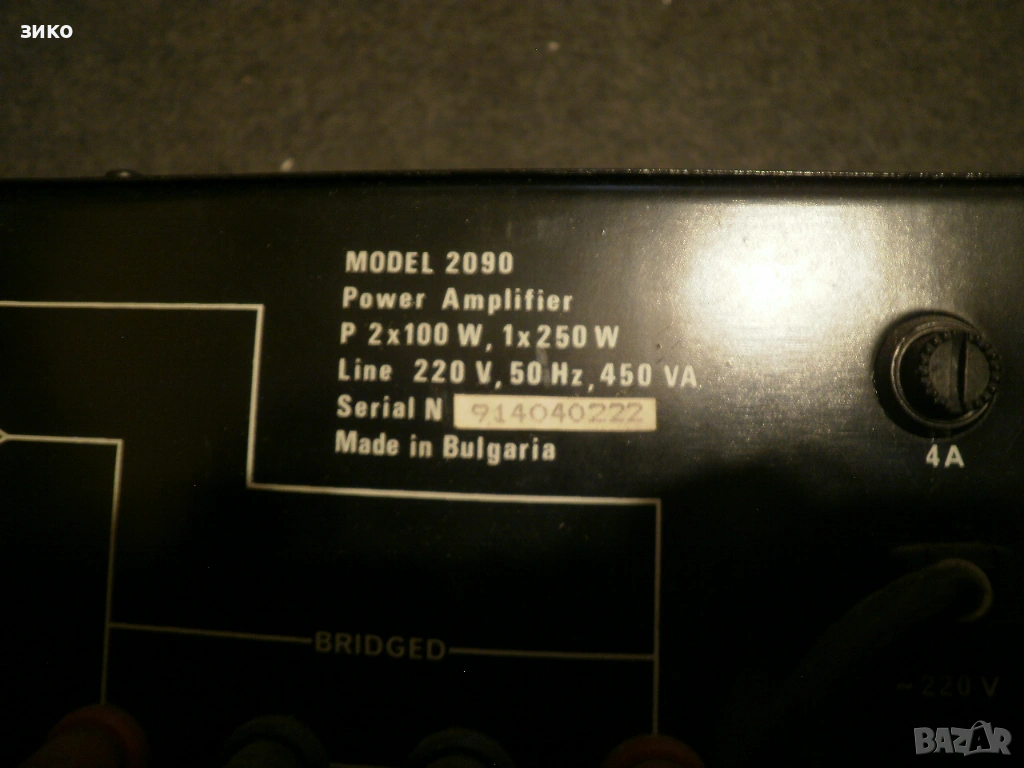 зико
MODEL 2090
Power Amplifier
P 2x100 W, 1x250 W
Line 220 V, 50 Hz, 450 VA
Serial N 914040222
Made in Bulgaria
4A
BRIDGED
~220 V
BAZAR